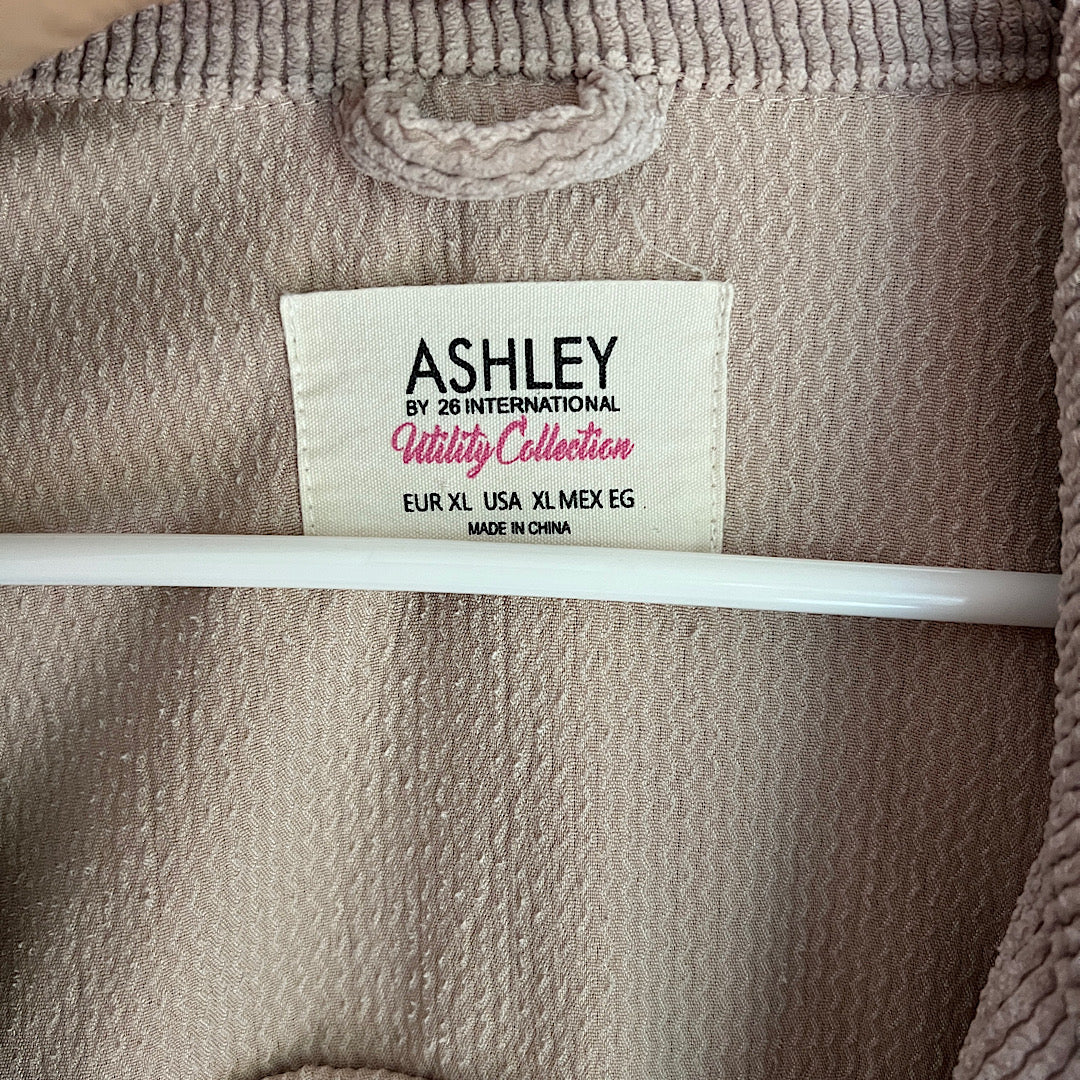 ASHLEY
BY 26 INTERNATIONAL
Utility Collection
EUR XL USA XL MEX EG
MADE IN CHINA